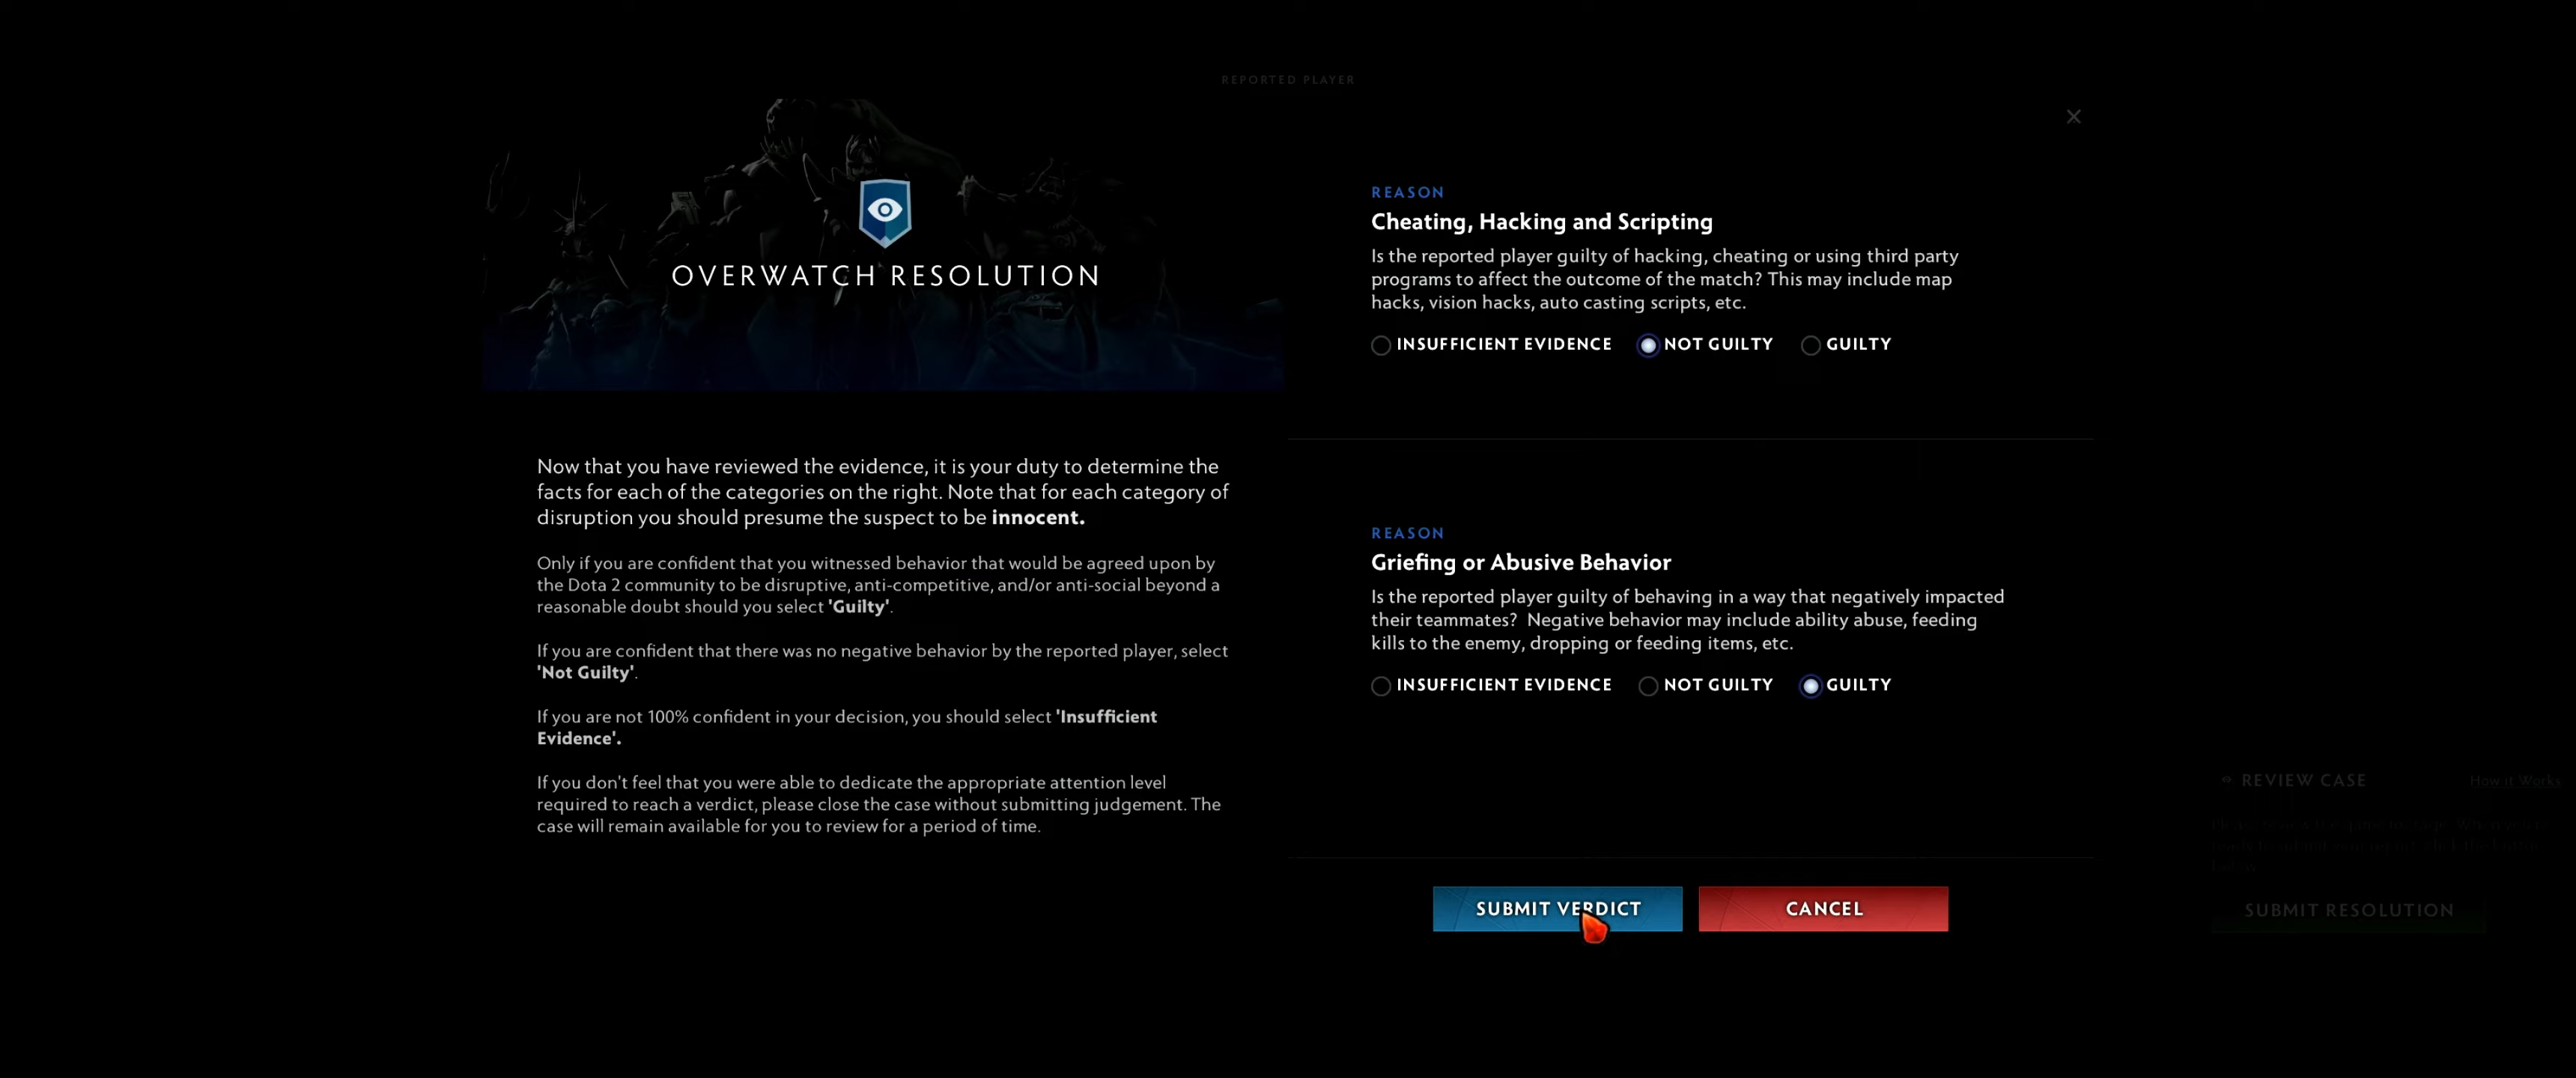 REPORTED PLAYER
OVERWATCH RESOLUTION
Now that you have reviewed the evidence, it is your duty to determine the
facts for each of the categories on the right. Note that for each category of
disruption you should presume the suspect to be innocent.
Only if you are confident that you witnessed behavior that would be agreed upon by
the Dota 2 community to be disruptive, anti-competitive, and/or anti-social beyond a
reasonable doubt should you select 'Guilty'.
If you are confident that there was no negative behavior by the reported player, select
'Not Guilty'.
If you are not 100% confident in your decision, you should select 'Insufficient
Evidence'.
If you don't feel that you were able to dedicate the appropriate attention level
required to reach a verdict, please close the case without submitting judgement. The
case will remain available for you to review for a period of time.
REASON
Cheating, Hacking and Scripting
Is the reported player guilty of hacking, cheating or using third party
programs to affect the outcome of the match? This may include map
hacks, vision hacks, auto casting scripts, etc.
INSUFFICIENT EVIDENCE NOT GUILTY GUILTY
REASON
Griefing or Abusive Behavior
Is the reported player guilty of behaving in a way that negatively impacted
their teammates? Negative behavior may include ability abuse, feeding
kills to the enemy, dropping or feeding items, etc.
INSUFFICIENT EVIDENCE NOT GUILTY GUILTY
SUBMIT VERDICT CANCEL
REVIEW CASE How it Works
SUBMIT RESOLUTION